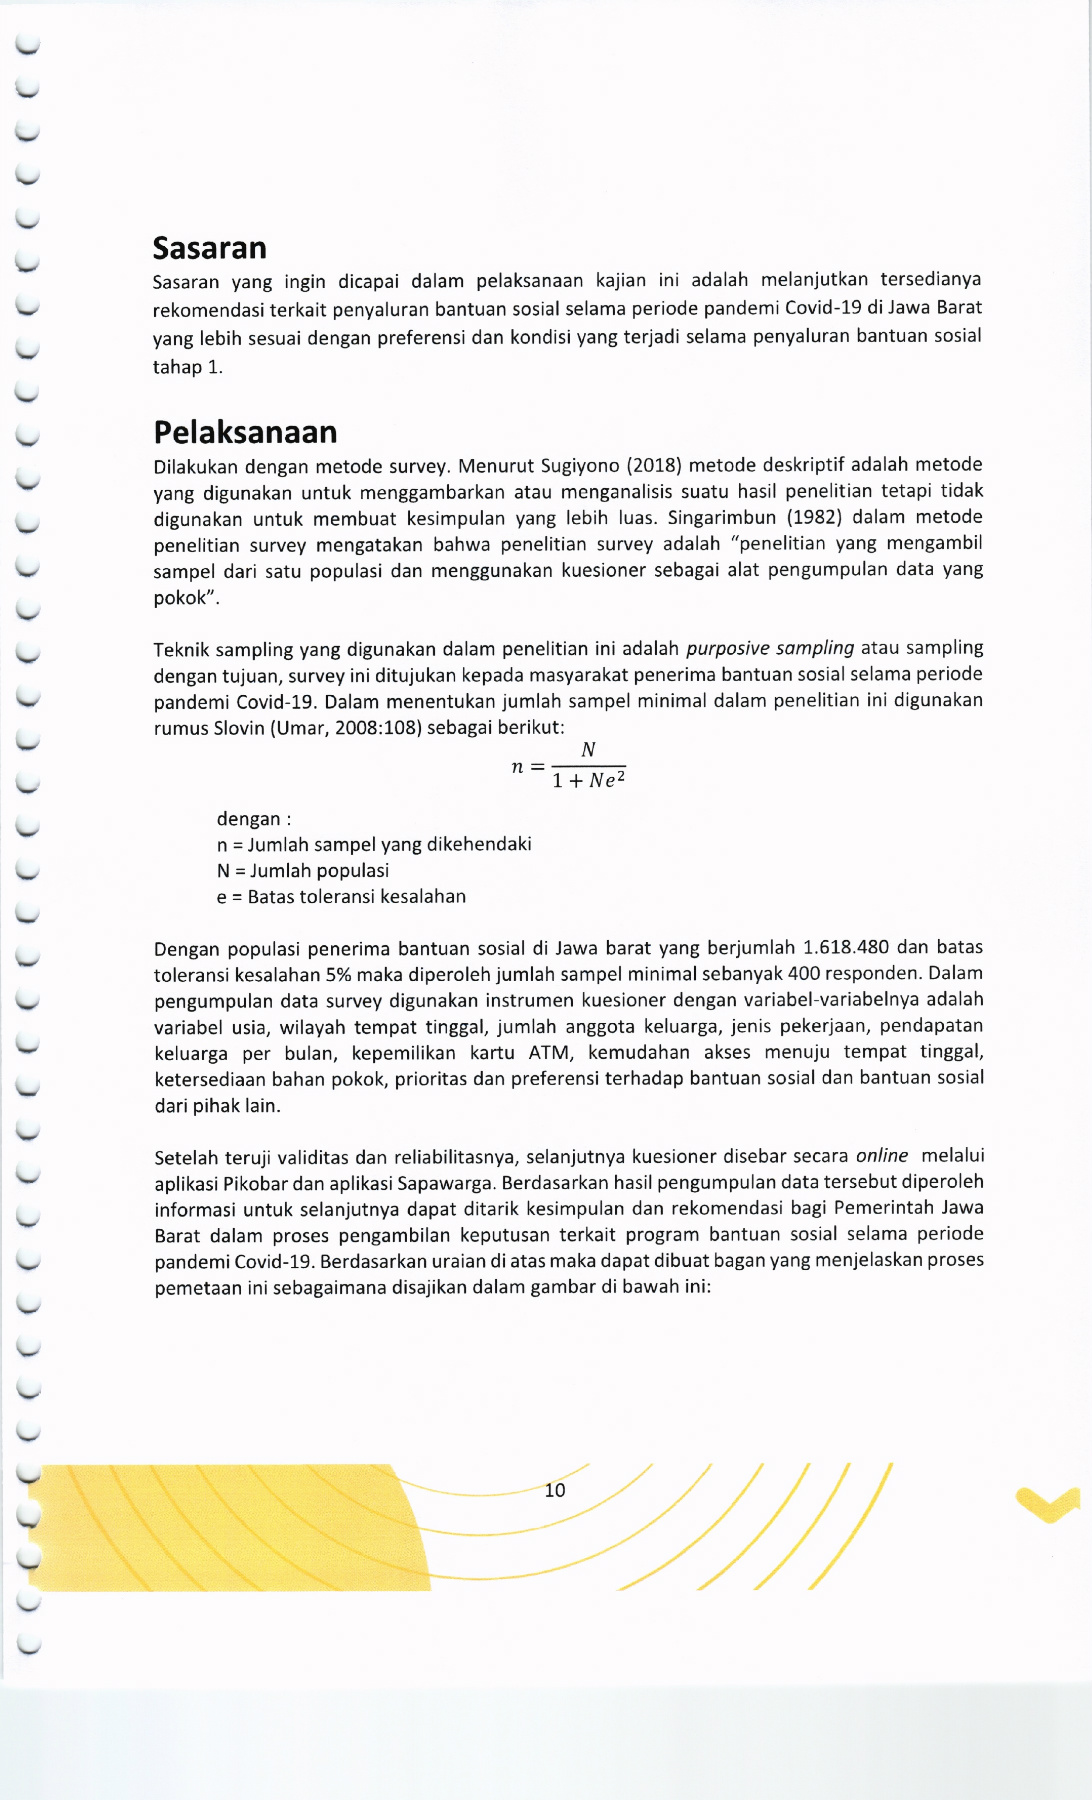 Sasaran
Sasaran yang ingin dicapai dalam pelaksanaan kajian ini adalah melanjutkan tersedianya
rekomendasi terkait penyaluran bantuan sosial selama periode pandemi Covid-19 di Jawa Barat
yang lebih sesuai dengan preferensi dan kondisi yang terjadi selama penyaluran bantuan sosial
tahap 1.
Pelaksanaan
Dilakukan dengan metode survey. Menurut Sugiyono (2018) metode deskriptif adalah metode
yang digunakan untuk menggambarkan atau menganalisis suatu hasil penelitian tetapi tidak
digunakan untuk membuat kesimpulan yang lebih luas. Singarimbun (1982) dalam metode
penelitian survey mengatakan bahwa penelitian survey adalah “penelitian yang mengambil
sampel dari satu populasi dan menggunakan kuesioner sebagai alat pengumpulan data yang
pokok”.
Teknik sampling yang digunakan dalam penelitian ini adalah purposive sampling atau sampling
dengan tujuan, survey ini ditujukan kepada masyarakat penerima bantuan sosial selama periode
pandemi Covid-19. Dalam menentukan jumlah sampel minimal dalam penelitian ini digunakan
rumus Slovin (Umar, 2008:108) sebagai berikut:
n = N / 1 + Ne²
dengan :
n = Jumlah sampel yang dikehendaki
N = Jumlah populasi
e = Batas toleransi kesalahan
Dengan populasi penerima bantuan sosial di Jawa barat yang berjumlah 1.618.480 dan batas
toleransi kesalahan 5% maka diperoleh jumlah sampel minimal sebanyak 400 responden. Dalam
pengumpulan data survey digunakan instrumen kuesioner dengan variabel-variabelnya adalah
variabel usia, wilayah tempat tinggal, jumlah anggota keluarga, jenis pekerjaan, pendapatan
keluarga per bulan, kepemilikan kartu ATM, kemudahan akses menuju tempat tinggal,
ketersediaan bahan pokok, prioritas dan preferensi terhadap bantuan sosial dan bantuan sosial
dari pihak lain.
Setelah teruji validitas dan reliabilitasnya, selanjutnya kuesioner disebar secara online melalui
aplikasi Pikobar dan aplikasi Sapawarga. Berdasarkan hasil pengumpulan data tersebut diperoleh
informasi untuk selanjutnya dapat ditarik kesimpulan dan rekomendasi bagi Pemerintah Jawa
Barat dalam proses pengambilan keputusan terkait program bantuan sosial selama periode
pandemi Covid-19. Berdasarkan uraian di atas maka dapat dibuat bagan yang menjelaskan proses
pemetaan ini sebagaimana disajikan dalam gambar di bawah ini:
10